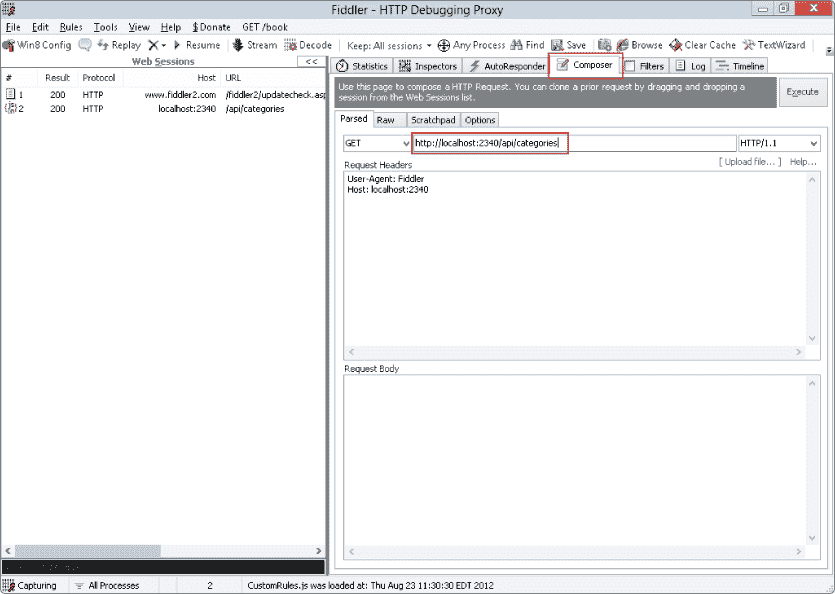 Fiddler - HTTP Debugging Proxy
File Edit Rules Tools View Help $ Donate GET /book
Win8 Config Replay Resume Stream Decode Keep: All sessions Any Process Find Save Browse Clear Cache TextWizard
Web Sessions <<
# Result Protocol Host URL
1 200 HTTP www.fiddler2.com /fiddler2/updatecheck.asp
2 200 HTTP localhost:2340 /api/categories
Statistics Inspectors AutoResponder Composer Filters Log Timeline
Use this page to compose a HTTP Request. You can clone a prior request by dragging and dropping a
session from the Web Sessions list.
Execute
Parsed Raw Scratchpad Options
GET http://localhost:2340/api/categories HTTP/1.1
Request Headers [ Upload file... ] Help...
User-Agent: Fiddler
Host: localhost:2340
Request Body
Capturing All Processes 2 CustomRules.js was loaded at: Thu Aug 23 11:30:30 EDT 2012